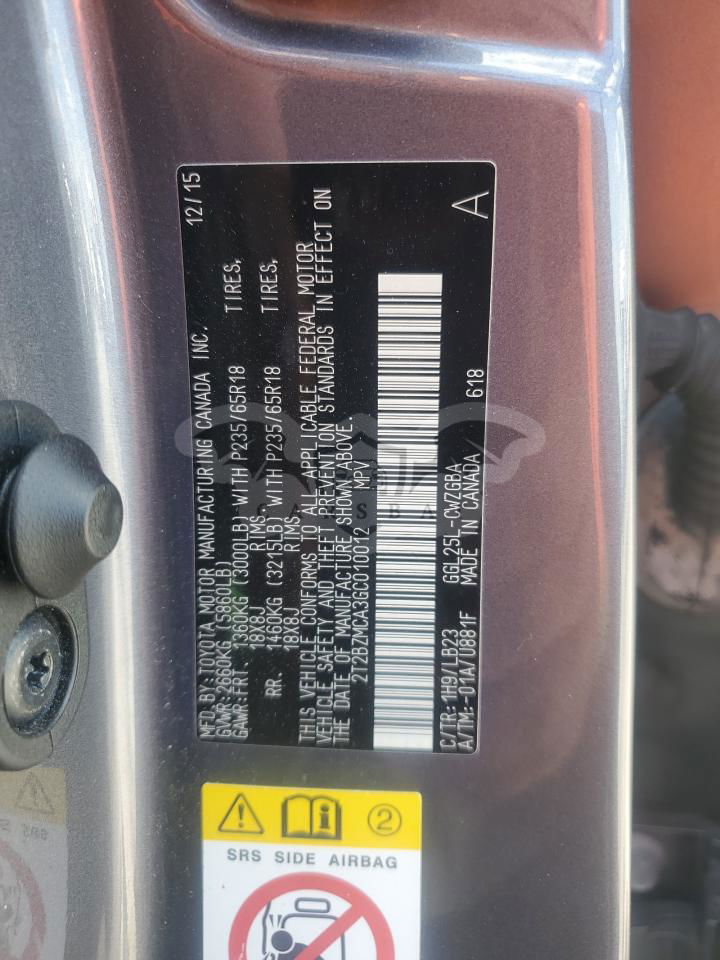 MFD.BY:TOYOTA MOTOR MANUFACTURING CANADA INC. 12/15
GVWR:2660KG (5860LB)
GAWR:FRT. 1360KG (3000LB) WITH P235/65R18 TIRES,
18X8J RIMS
RR. 1460KG (3215LB) WITH P235/65R18 TIRES,
18X8J RIMS
THIS VEHICLE CONFORMS TO ALL APPLICABLE FEDERAL MOTOR
VEHICLE SAFETY AND THEFT PREVENTION STANDARDS IN EFFECT ON
THE DATE OF MANUFACTURE SHOWN ABOVE.
2T2BZMCA3GC010012 MPV
C/TR:1H9/LB23 GGL25L-CWZGBA
A/TM:-01A/U881F MADE IN CANADA 618 A
2
SRS SIDE AIRBAG